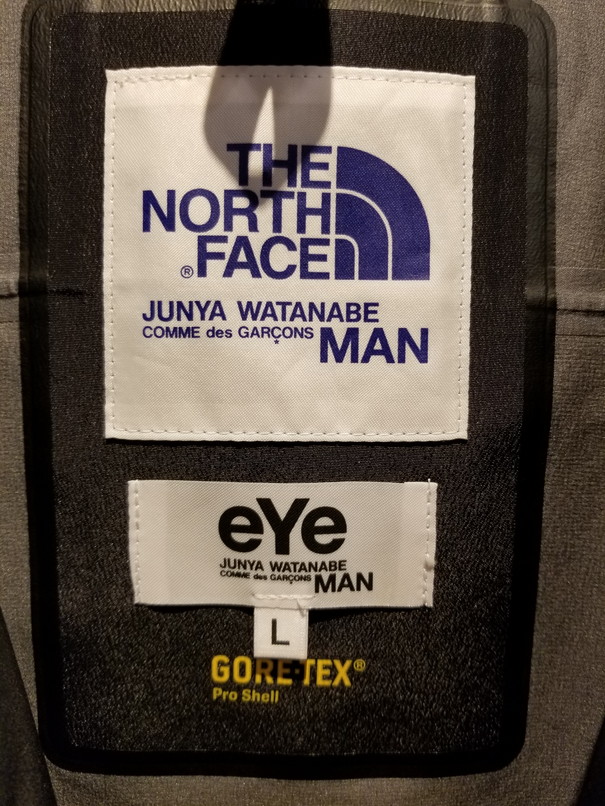 THE
NORTH
FACE
®
JUNYA WATANABE
COMME des GARÇONS MAN
eYe
JUNYA WATANABE
COMME des GARÇONS MAN
L
GORE-TEX®
Pro Shell